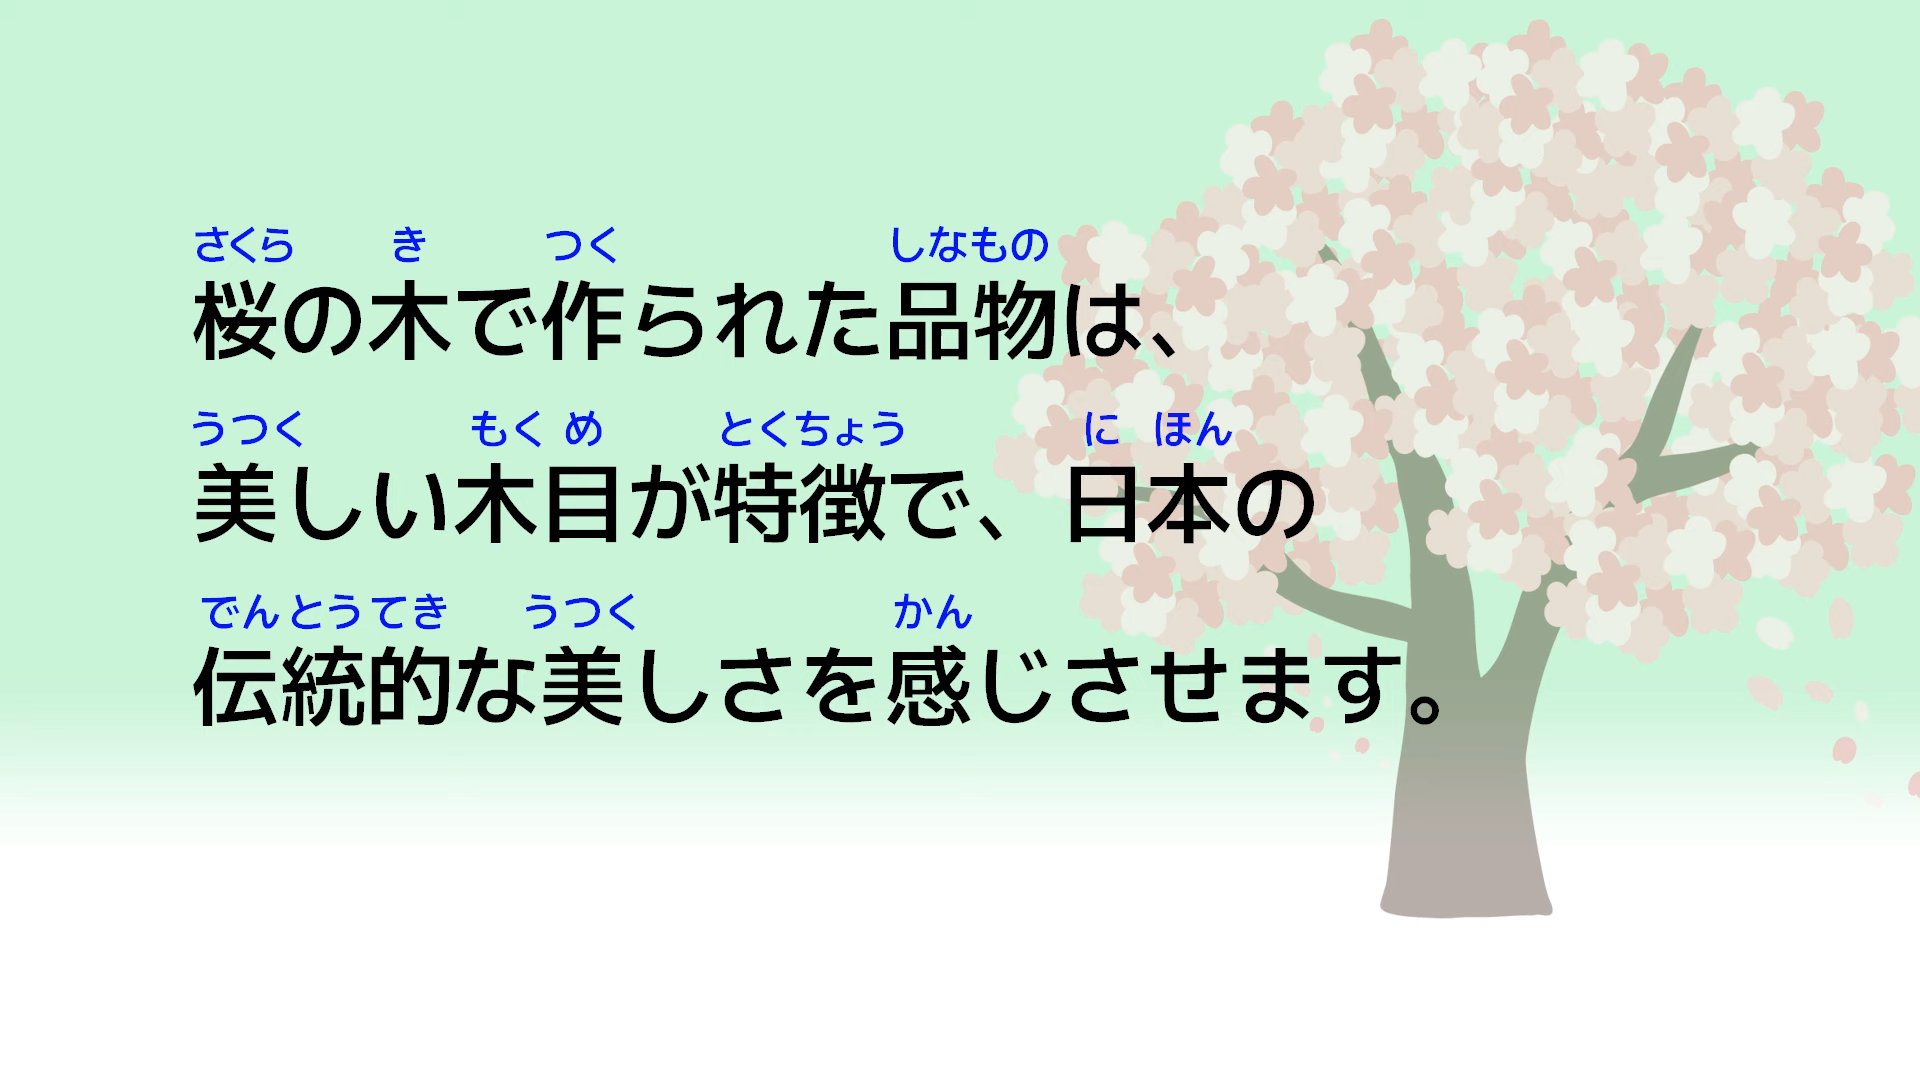 さくら き つく しなもの
桜の木で作られた品物は、
うつく もく め とくちょう に ほん
美しい木目が特徴で、日本の
でん とう てき うつく かん
伝統的な美しさを感じさせます。